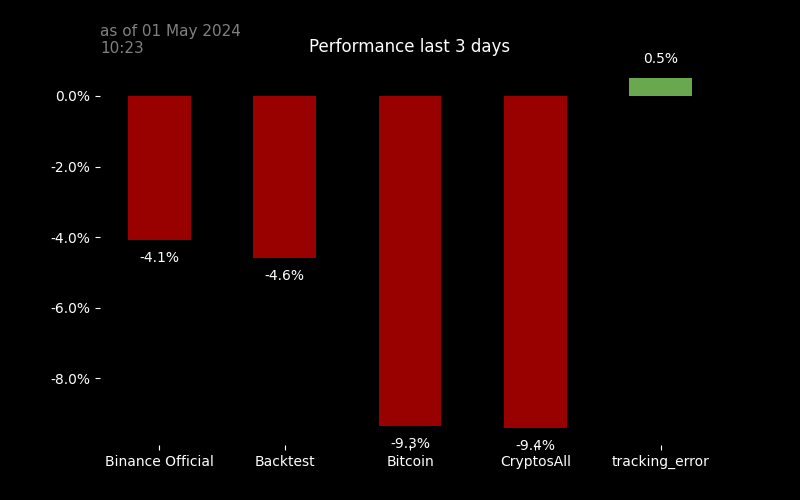 as of 01 May 2024
10:23
Performance last 3 days
0.5%
0.0%
-2.0%
-4.0%
-4.1%
-4.6%
-6.0%
-8.0%
-9.3%
-9.4%
Binance Official
Backtest
Bitcoin
CryptosAll
tracking_error